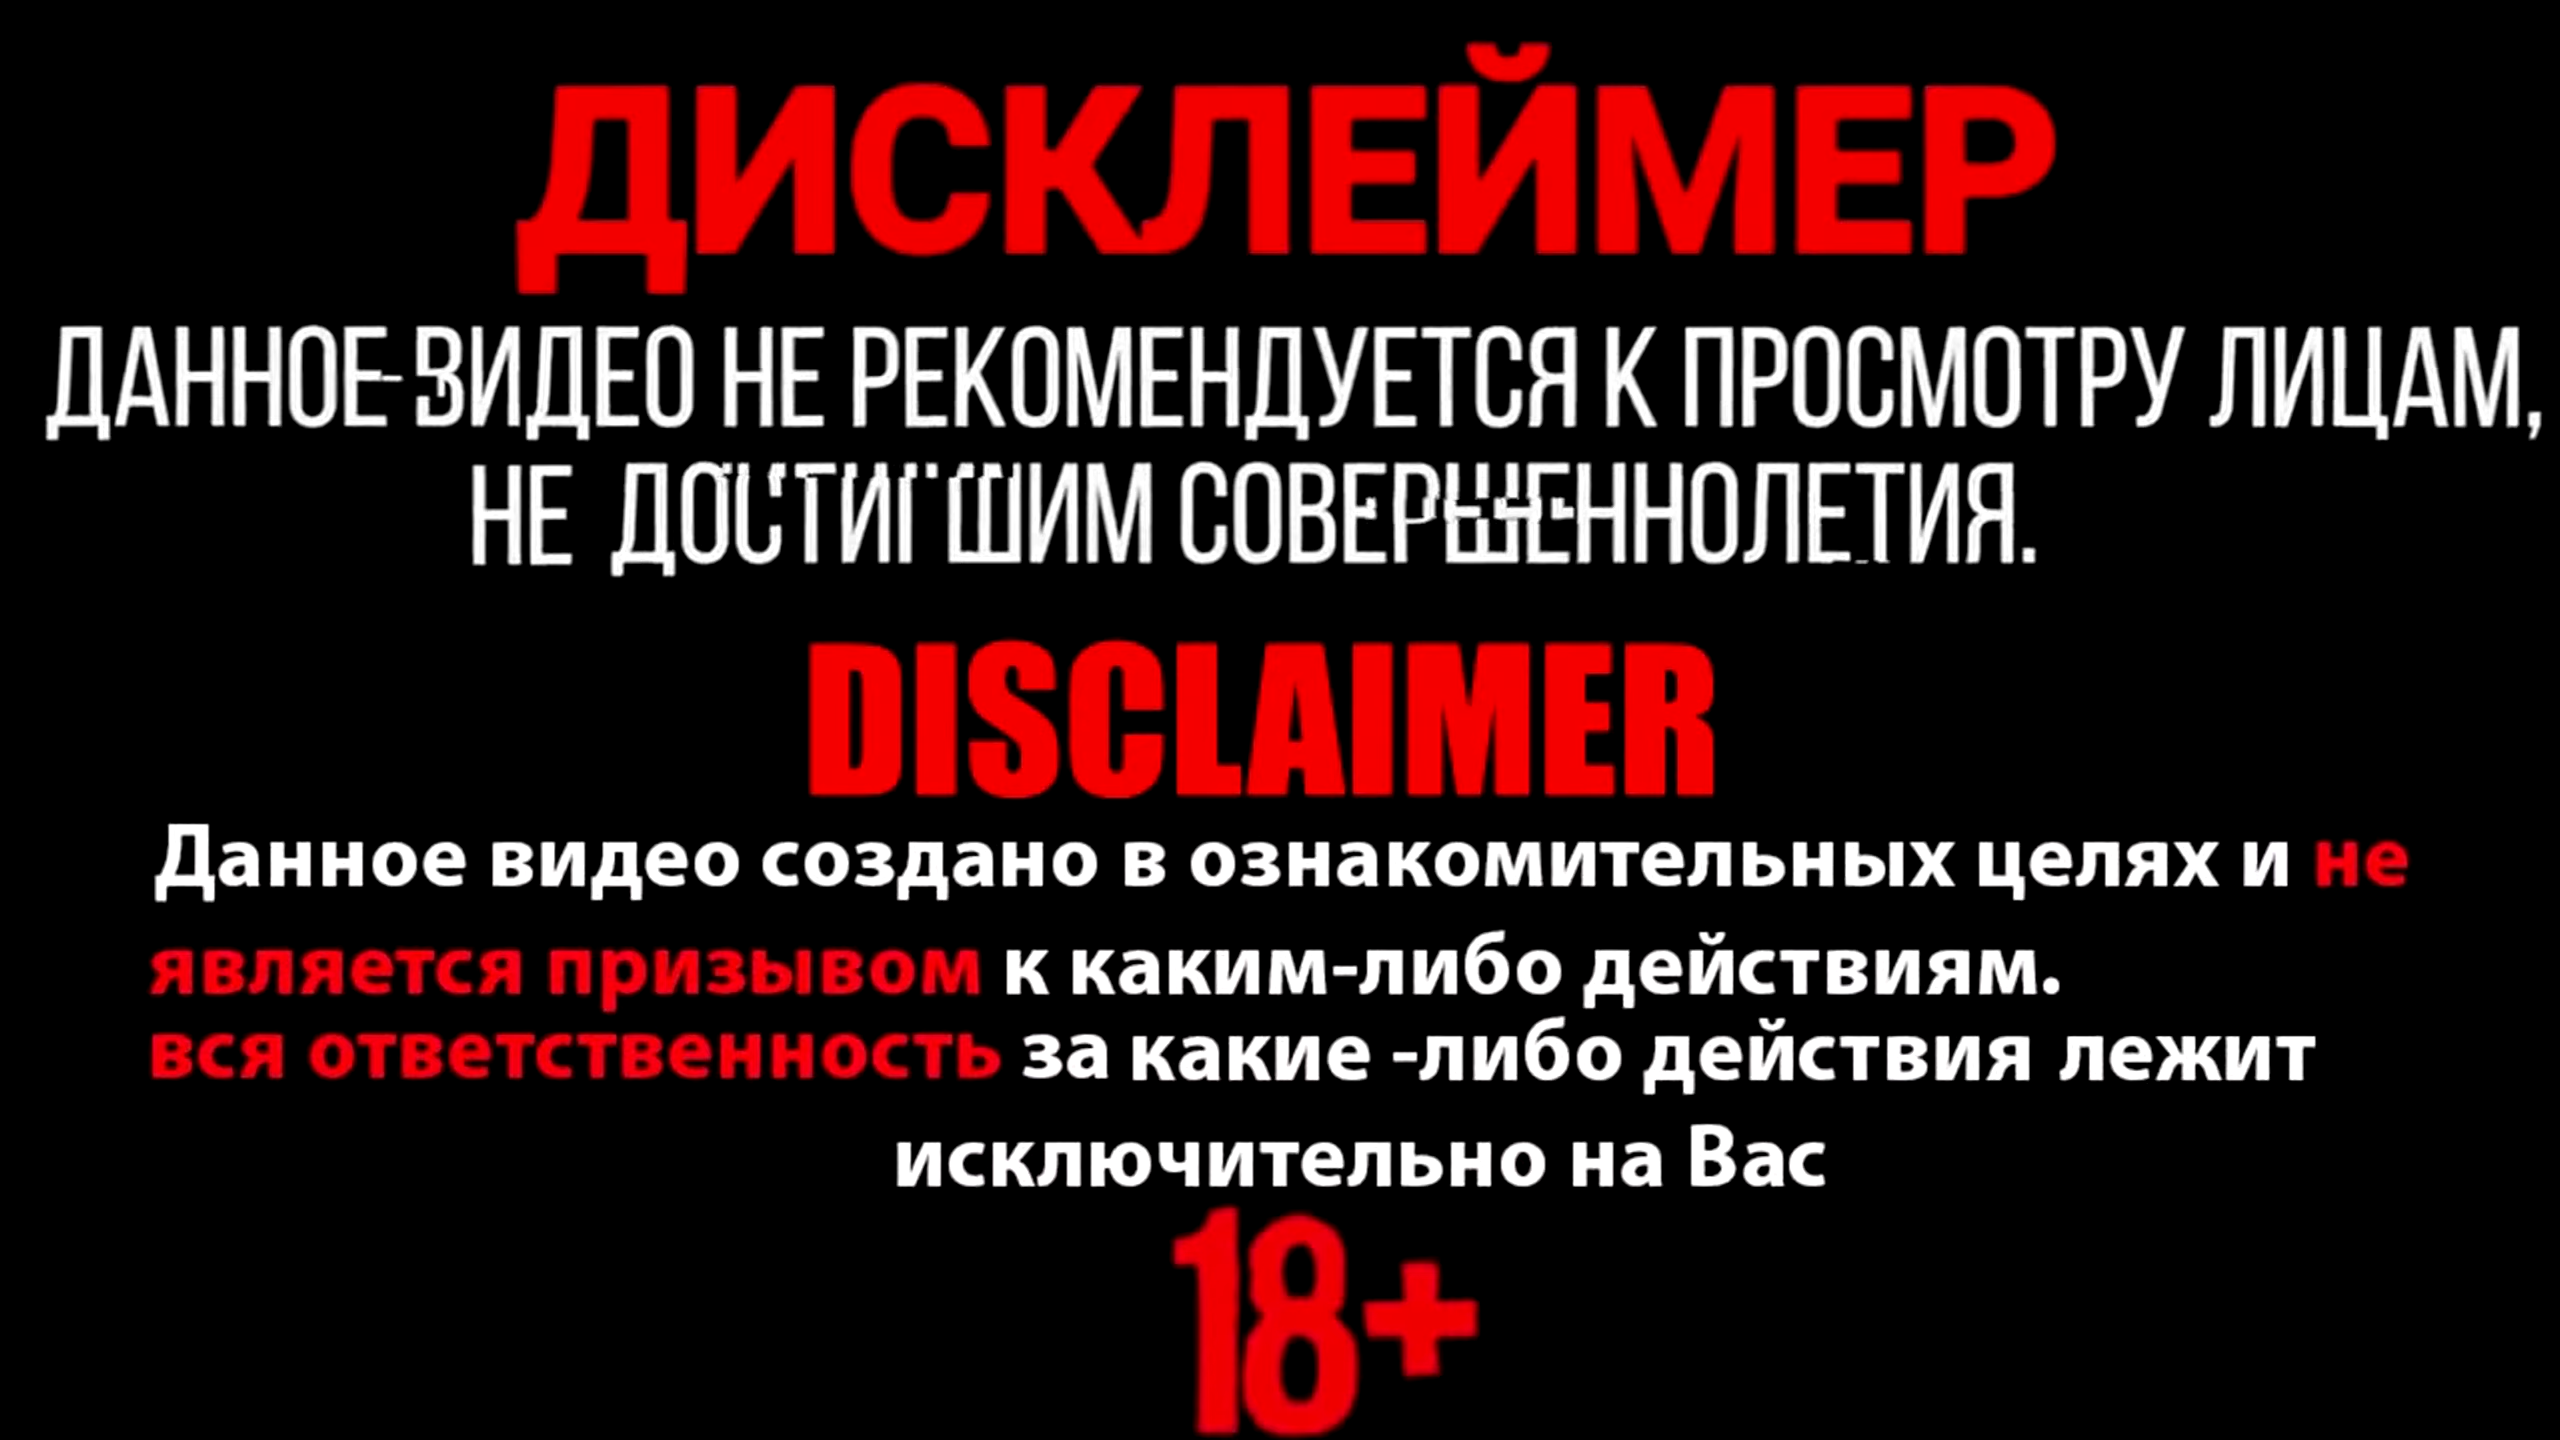 ДИСКЛЕЙМЕР
ДАННОЕ ВИДЕО НЕ РЕКОМЕНДУЕТСЯ К ПРОСМОТРУ ЛИЦАМ,
НЕ ДОСТИГШИМ СОВЕРШЕННОЛЕТИЯ.
DISCLAIMER
Данное видео создано в ознакомительных целях и не
является призывом к каким-либо действиям.
вся ответственность за какие -либо действия лежит
исключительно на Вас
18+